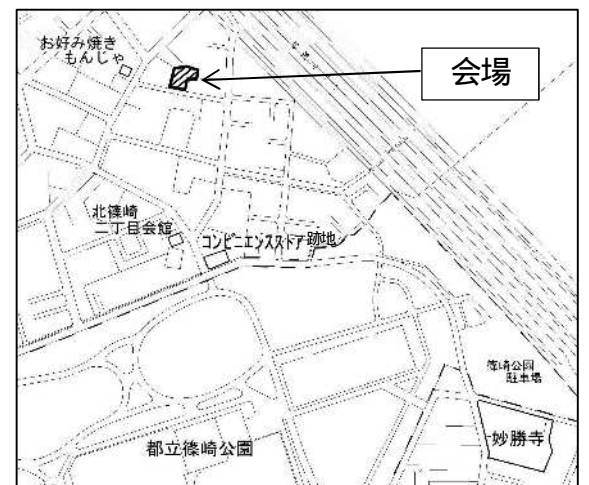 お好み焼き
もんじゃ
会場
北篠崎
二丁目会館
コンビニエンスストア跡地
篠崎公園
駐車場
都立篠崎公園
妙勝寺